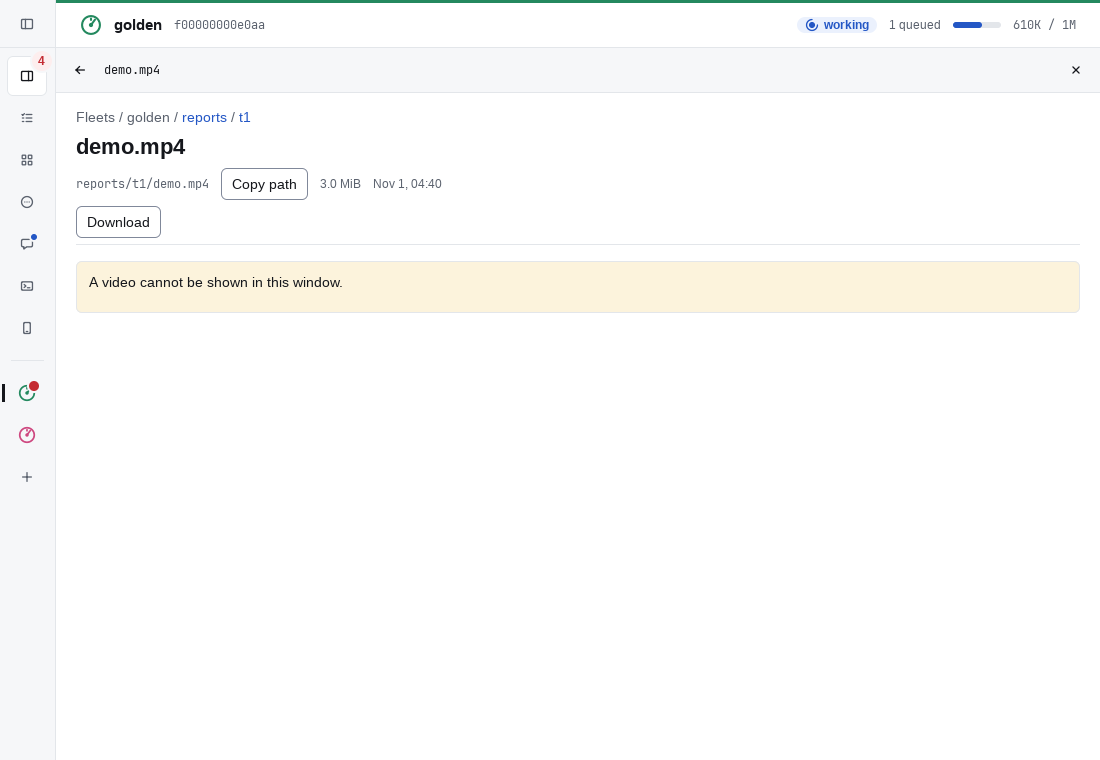 golden f00000000e0aa working 1 queued 610K / 1M
4
demo.mp4
Fleets / golden / reports / t1
demo.mp4
reports/t1/demo.mp4 Copy path 3.0 MiB Nov 1, 04:40
Download
A video cannot be shown in this window.